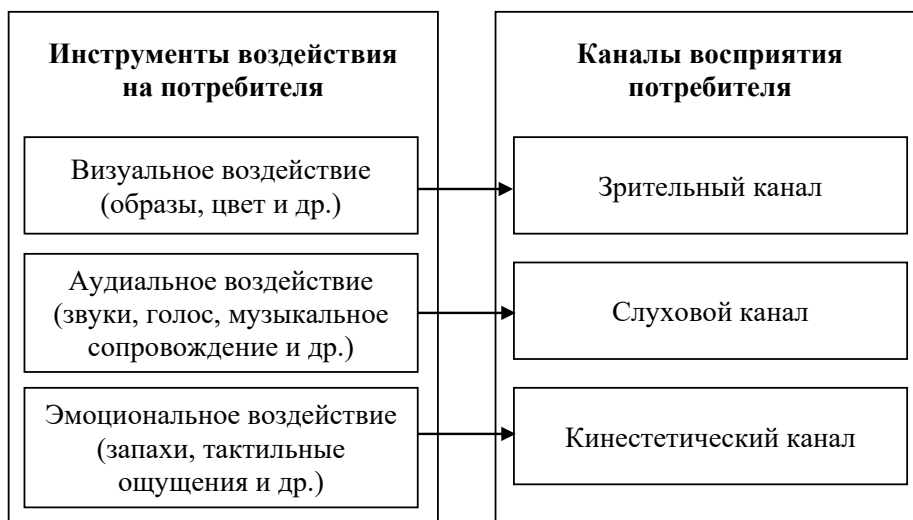 Инструменты воздействия
на потребителя
Визуальное воздействие
(образы, цвет и др.)
Аудиальное воздействие
(звуки, голос, музыкальное
сопровождение и др.)
Эмоциональное воздействие
(запахи, тактильные
ощущения и др.)
Каналы восприятия
потребителя
Зрительный канал
Слуховой канал
Кинестетический канал